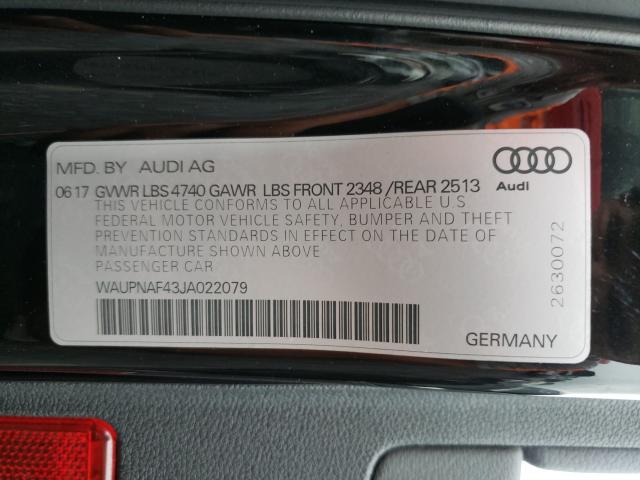 MFD. BY AUDI AG
06 17 GVWR LBS 4740 GAWR LBS FRONT 2348 /REAR 2513
THIS VEHICLE CONFORMS TO ALL APPLICABLE U.S
FEDERAL MOTOR VEHICLE SAFETY, BUMPER AND THEFT
PREVENTION STANDARDS IN EFFECT ON THE DATE OF
MANUFACTURE SHOWN ABOVE
PASSENGER CAR
WAUPNAF43JA022079
Audi
2630072
GERMANY